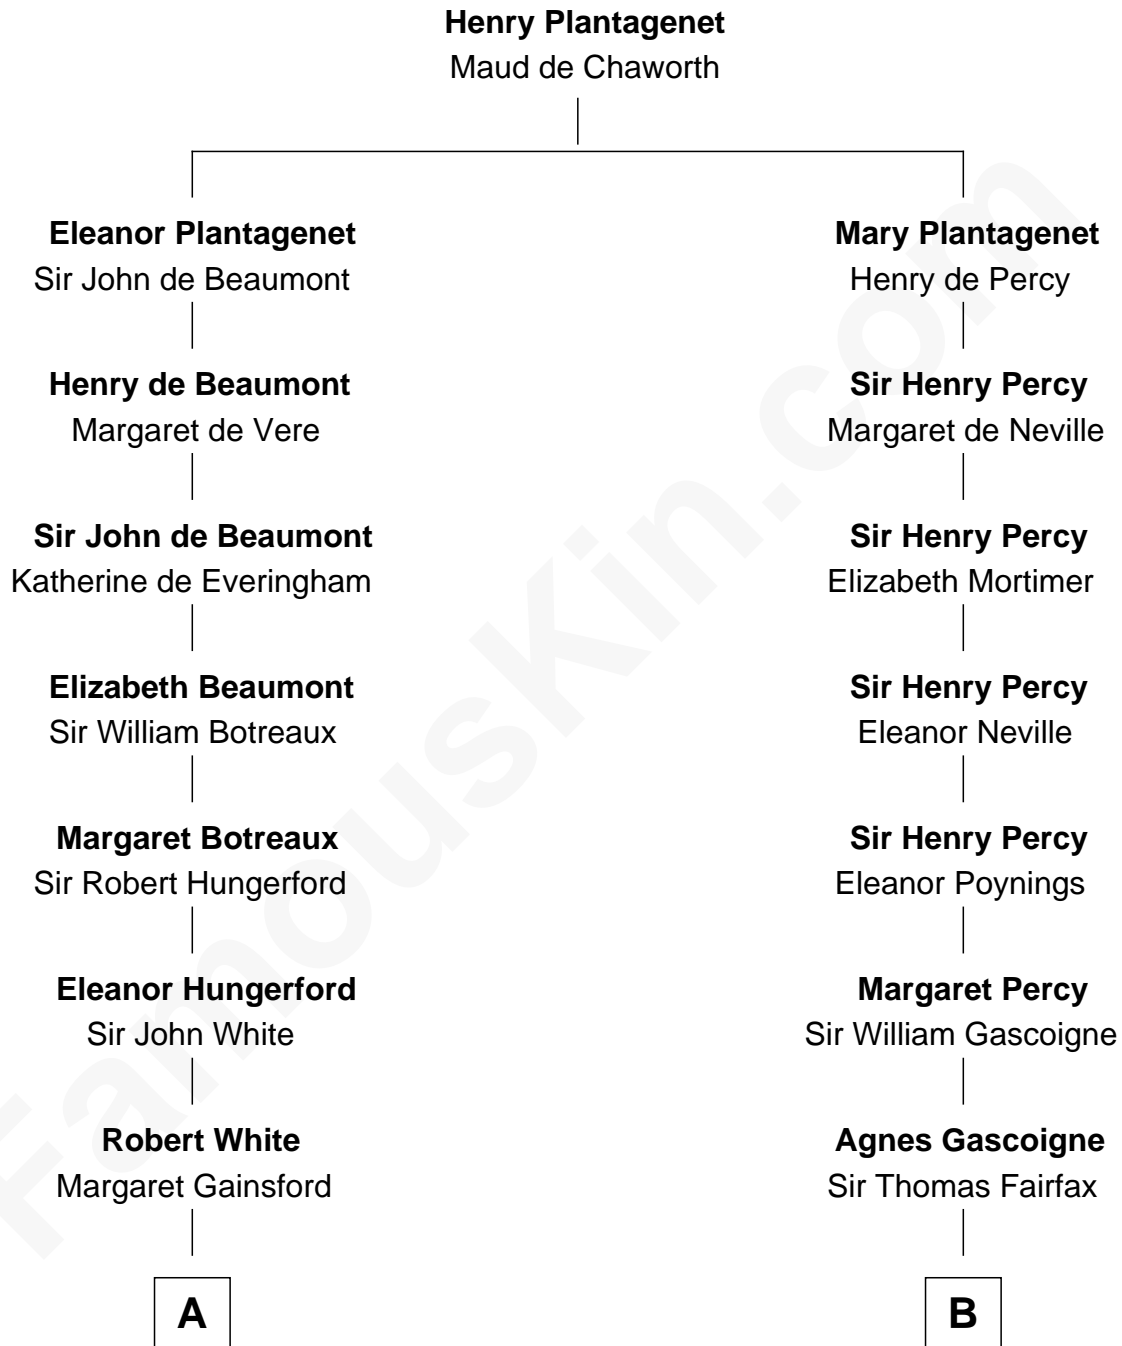 Henry Plantagenet
Maud de Chaworth
Eleanor Plantagenet
Sir John de Beaumont
Mary Plantagenet
Henry de Percy
Henry de Beaumont
Margaret de Vere
Sir Henry Percy
Margaret de Neville
Sir John de Beaumont
Katherine de Everingham
Sir Henry Percy
Elizabeth Mortimer
Elizabeth Beaumont
Sir William Botreaux
Sir Henry Percy
Eleanor Neville
Margaret Botreaux
Sir Robert Hungerford
Sir Henry Percy
Eleanor Poynings
Eleanor Hungerford
Sir John White
Margaret Percy
Sir William Gascoigne
Robert White
Margaret Gainsford
Agnes Gascoigne
Sir Thomas Fairfax
A
B
FamousKin.com